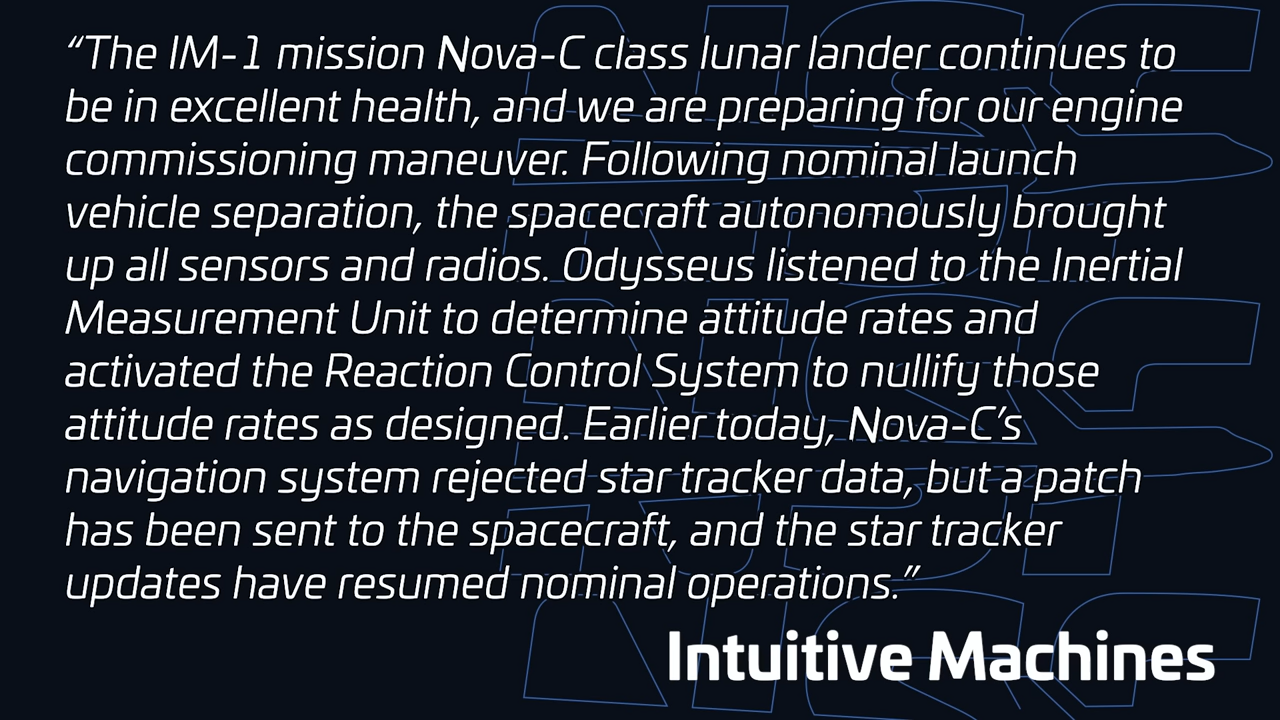 “The IM-1 mission Nova-C class lunar lander continues to
be in excellent health, and we are preparing for our engine
commissioning maneuver. Following nominal launch
vehicle separation, the spacecraft autonomously brought
up all sensors and radios. Odysseus listened to the Inertial
Measurement Unit to determine attitude rates and
activated the Reaction Control System to nullify those
attitude rates as designed. Earlier today, Nova-C’s
navigation system rejected star tracker data, but a patch
has been sent to the spacecraft, and the star tracker
updates have resumed nominal operations.”
Intuitive Machines